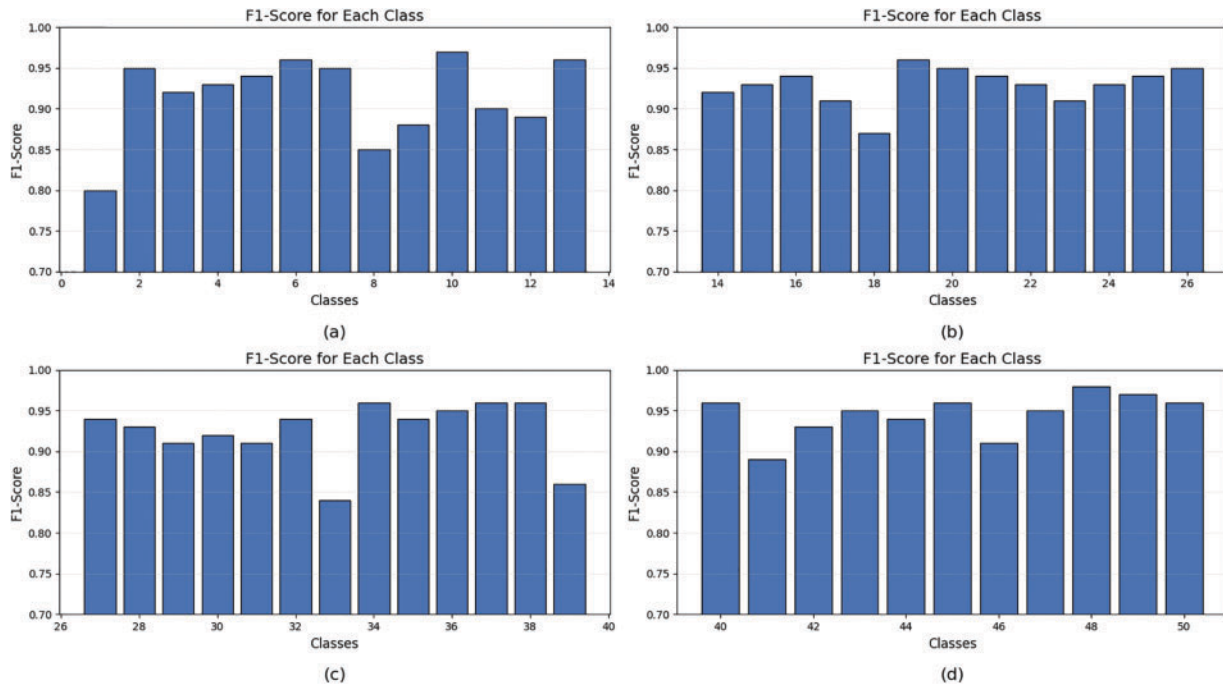 F1-Score for Each Class
F1-Score
1.00
0.95
0.90
0.85
0.80
0.75
0.70
0 2 4 6 8 10 12 14
Classes
(a)
F1-Score for Each Class
F1-Score
1.00
0.95
0.90
0.85
0.80
0.75
0.70
14 16 18 20 22 24 26
Classes
(b)
F1-Score for Each Class
F1-Score
1.00
0.95
0.90
0.85
0.80
0.75
0.70
26 28 30 32 34 36 38 40
Classes
(c)
F1-Score for Each Class
F1-Score
1.00
0.95
0.90
0.85
0.80
0.75
0.70
40 42 44 46 48 50
Classes
(d)